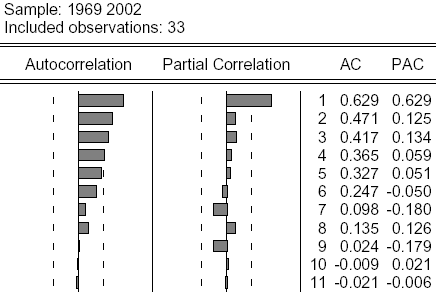 Sample: 1969 2002
Included observations: 33
Autocorrelation Partial Correlation AC PAC
1 0.629 0.629
2 0.471 0.125
3 0.417 0.134
4 0.365 0.059
5 0.327 0.051
6 0.247 -0.050
7 0.098 -0.180
8 0.135 0.126
9 0.024 -0.179
10 -0.009 0.021
11 -0.021 -0.006